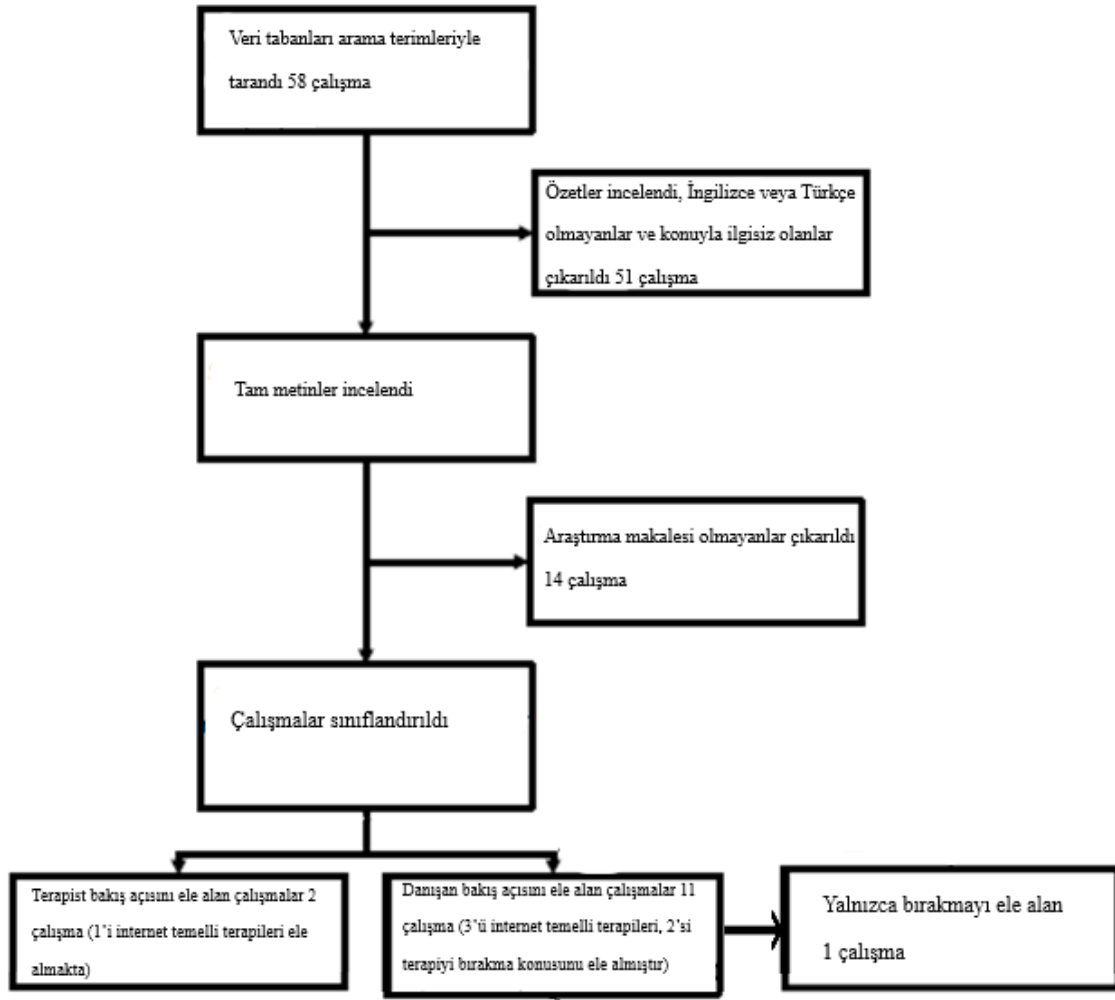 Veri tabanları arama terimleriyle
tarandı 58 çalışma
Özetler incelendi, İngilizce veya Türkçe
olmayanlar ve konuyla ilgisiz olanlar
çıkarıldı 51 çalışma
Tam metinler incelendi
Araştırma makalesi olmayanlar çıkarıldı
14 çalışma
Çalışmalar sınıflandırıldı
Terapist bakış açısını ele alan çalışmalar 2
çalışma (1’i internet temelli terapileri ele
almakta)
Danışan bakış açısını ele alan çalışmalar 11
çalışma (3’ü internet temelli terapileri, 2’si
terapiyi bırakma konusunu ele almıştır)
Yalnızca bırakmayı ele alan
1 çalışma